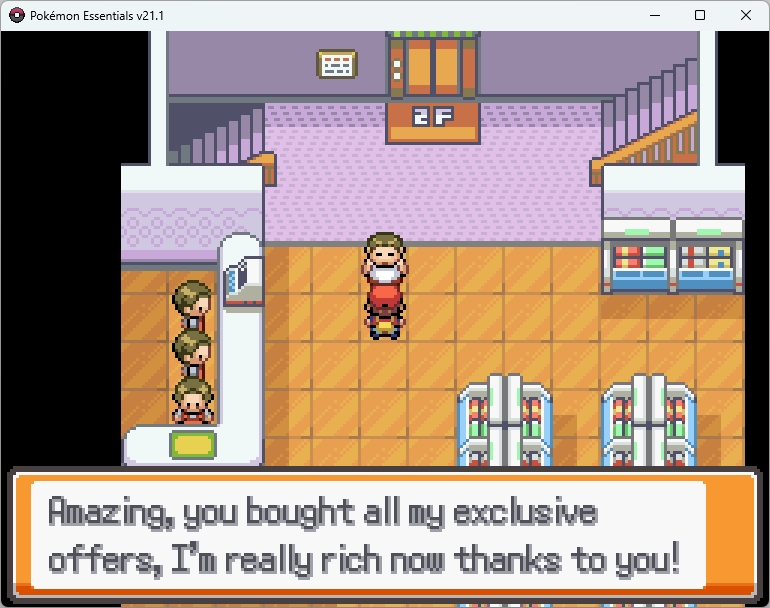 Pokémon Essentials v21.1
2F
Amazing, you bought all my exclusive
offers, I'm really rich now thanks to you!